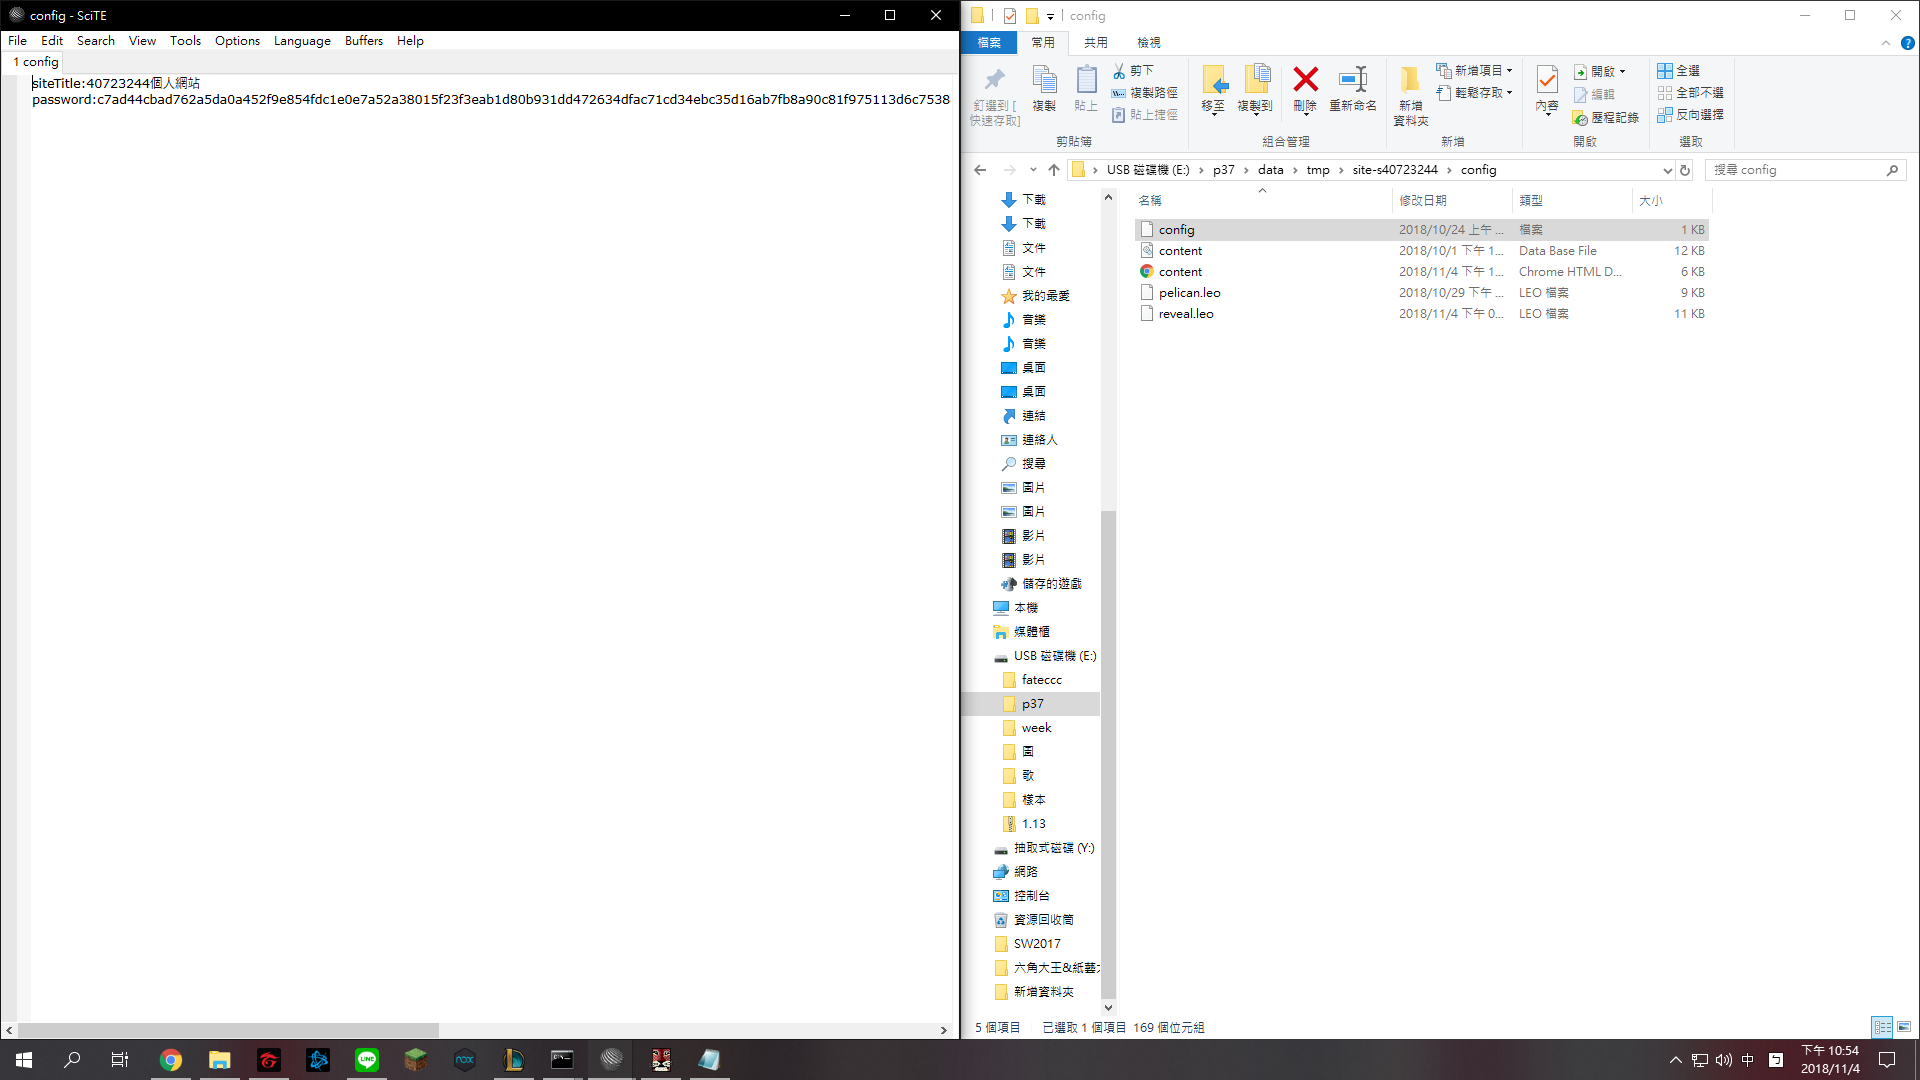 config - SciTE
File Edit Search View Tools Options Language Buffers Help
1 config
siteTitle:40723244個人網站
password:c7ad44cbad762a5da0a452f9e854fdc1e0e7a52a38015f23f3eab1d80b931dd472634dfac71cd34ebc35d16ab7fb8a90c81f975113d6c7538
config
檔案 常用 共用 檢視
釘選到 [
快速存取]
複製
貼上
剪下
複製路徑
貼上捷徑
剪貼簿
移至
複製到
刪除
重新命名
組合管理
新增
資料夾
新增項目
輕鬆存取
新增
內容
開啟
編輯
歷程記錄
開啟
全選
全部不選
反向選擇
選取
USB 磁碟機 (E:) p37 data tmp site-s40723244 config
搜尋 config
名稱 修改日期 類型 大小
config 2018/10/24 上午 ... 檔案 1 KB
content 2018/10/1 下午 1... Data Base File 12 KB
content 2018/11/4 下午 1... Chrome HTML D... 6 KB
pelican.leo 2018/10/29 下午 ... LEO 檔案 9 KB
reveal.leo 2018/11/4 下午 0... LEO 檔案 11 KB
下載
下載
文件
文件
我的最愛
音樂
音樂
桌面
桌面
連結
連絡人
搜尋
圖片
圖片
影片
影片
儲存的遊戲
本機
媒體櫃
USB 磁碟機 (E:)
fateccc
p37
week
圖
歌
樣本
1.13
抽取式磁碟 (Y:)
網路
控制台
資源回收筒
SW2017
六角大王&紙藝
新增資料夾
5 個項目 已選取 1 個項目 169 個位元組
LINE
nox
中
下午 10:54
2018/11/4